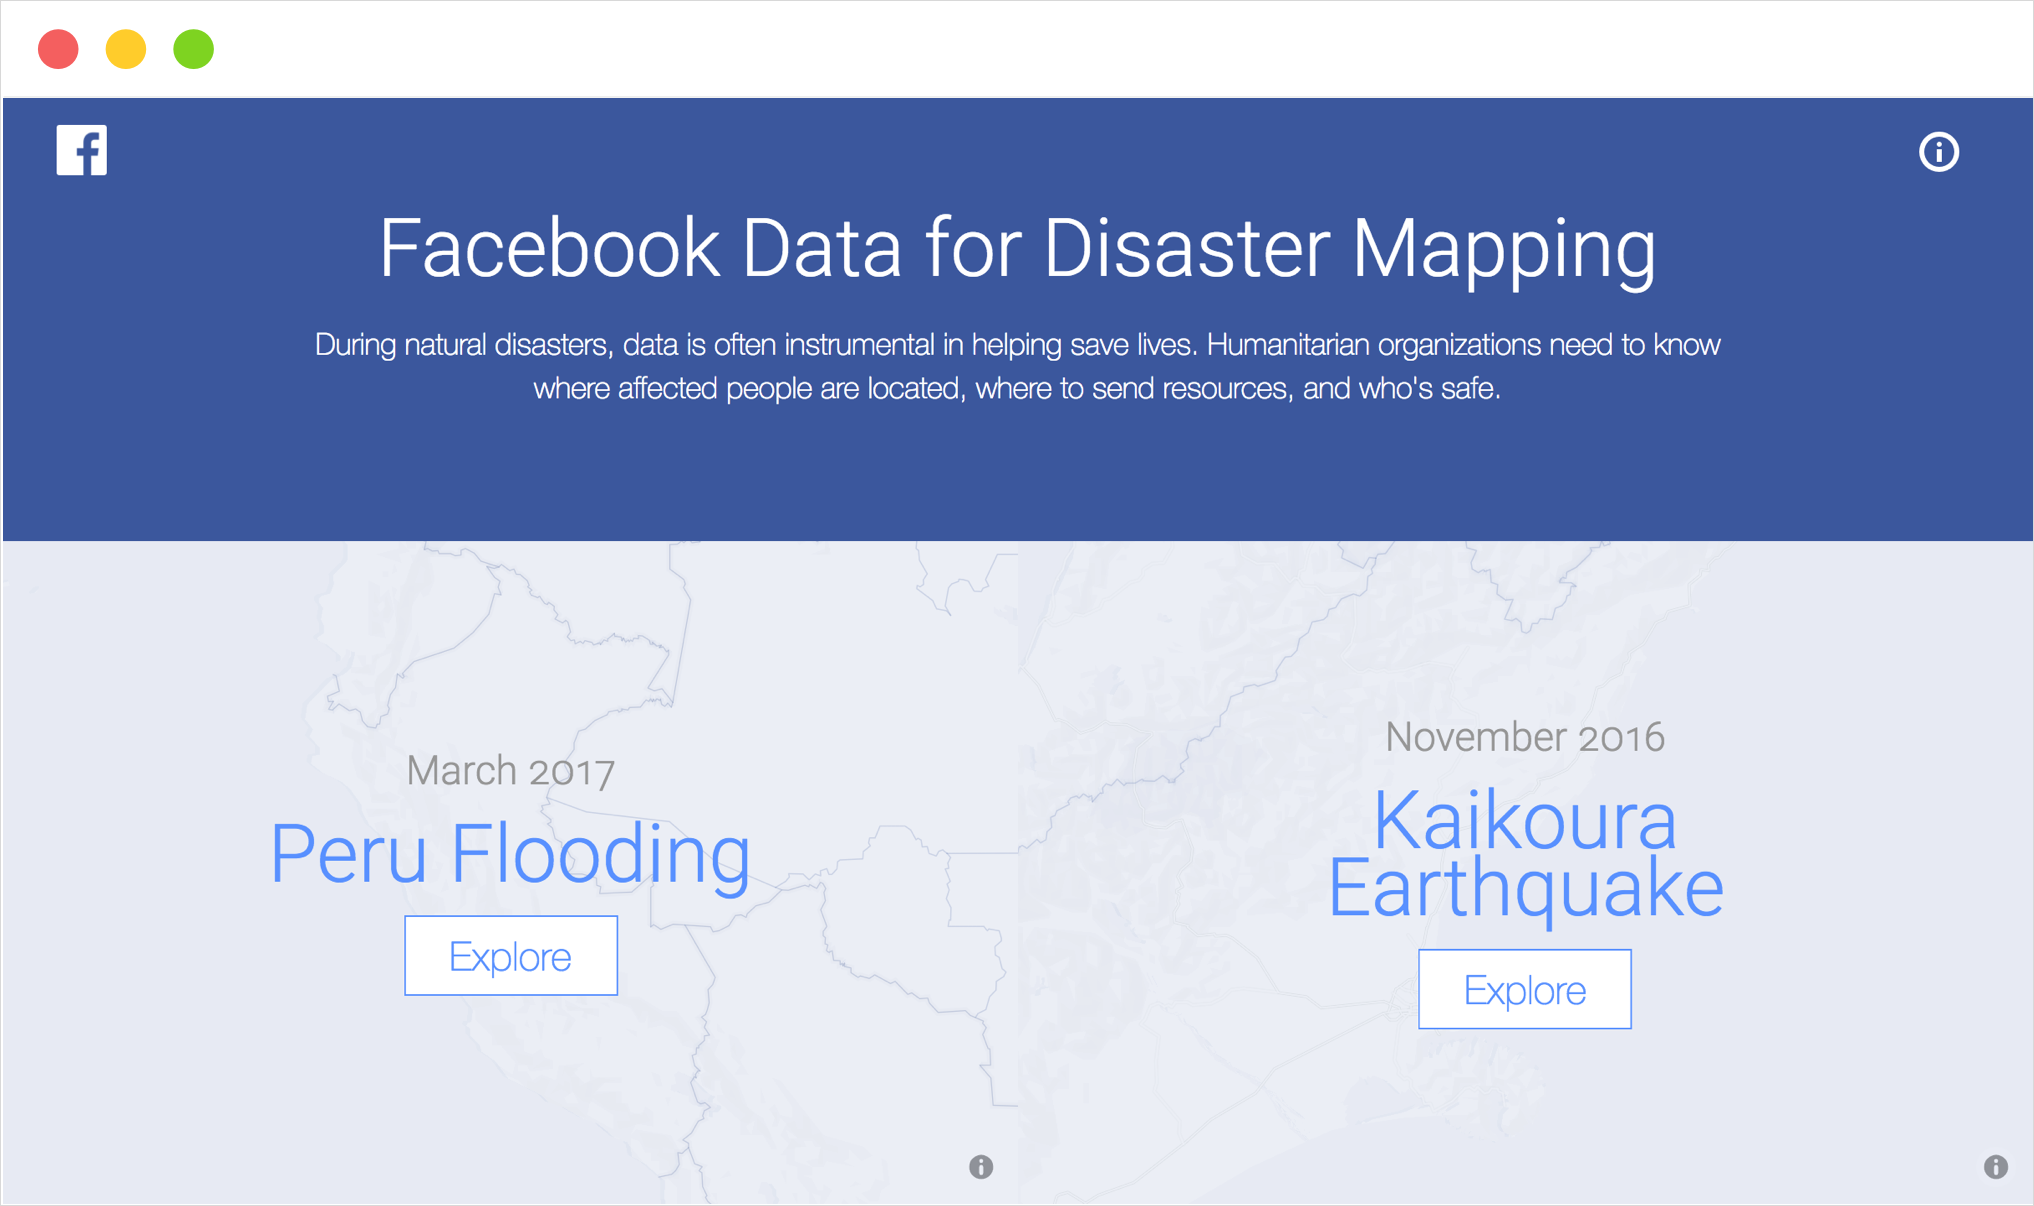 Facebook Data for Disaster Mapping
During natural disasters, data is often instrumental in helping save lives. Humanitarian organizations need to know
where affected people are located, where to send resources, and who's safe.
March 2017
Peru Flooding
Explore
November 2016
Kaikoura
Earthquake
Explore